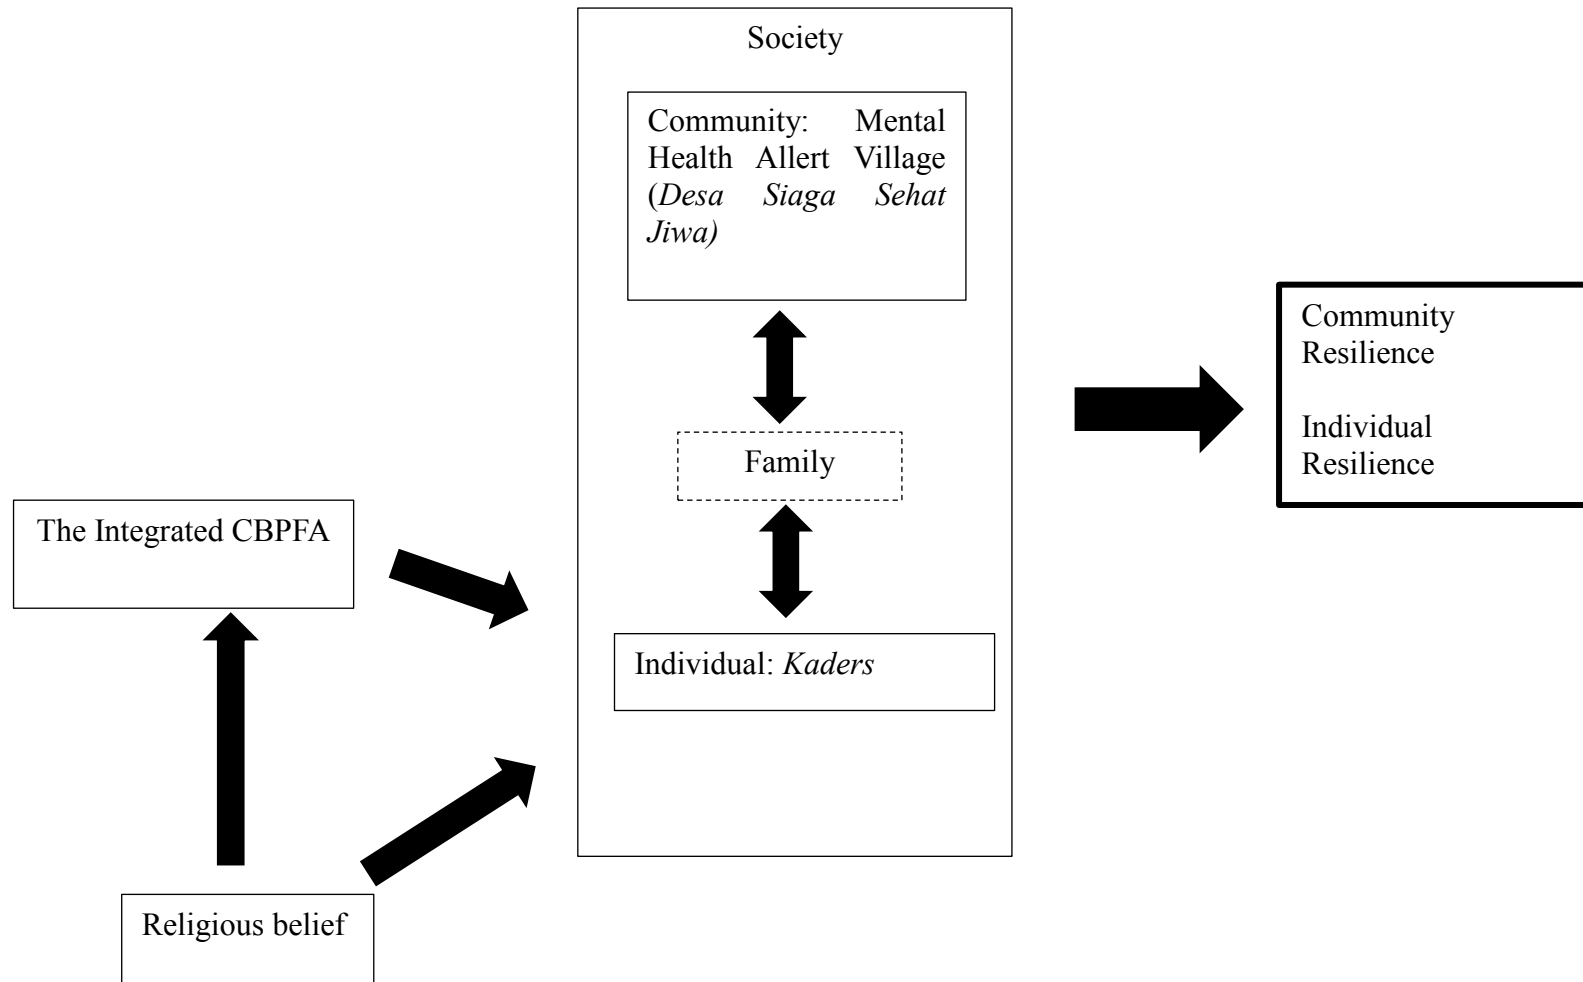 Society
Community: Mental
Health Allert Village
(Desa Siaga Sehat
Jiwa)
Family
Individual: Kaders
The Integrated CBPFA
Religious belief
Community
Resilience
Individual
Resilience